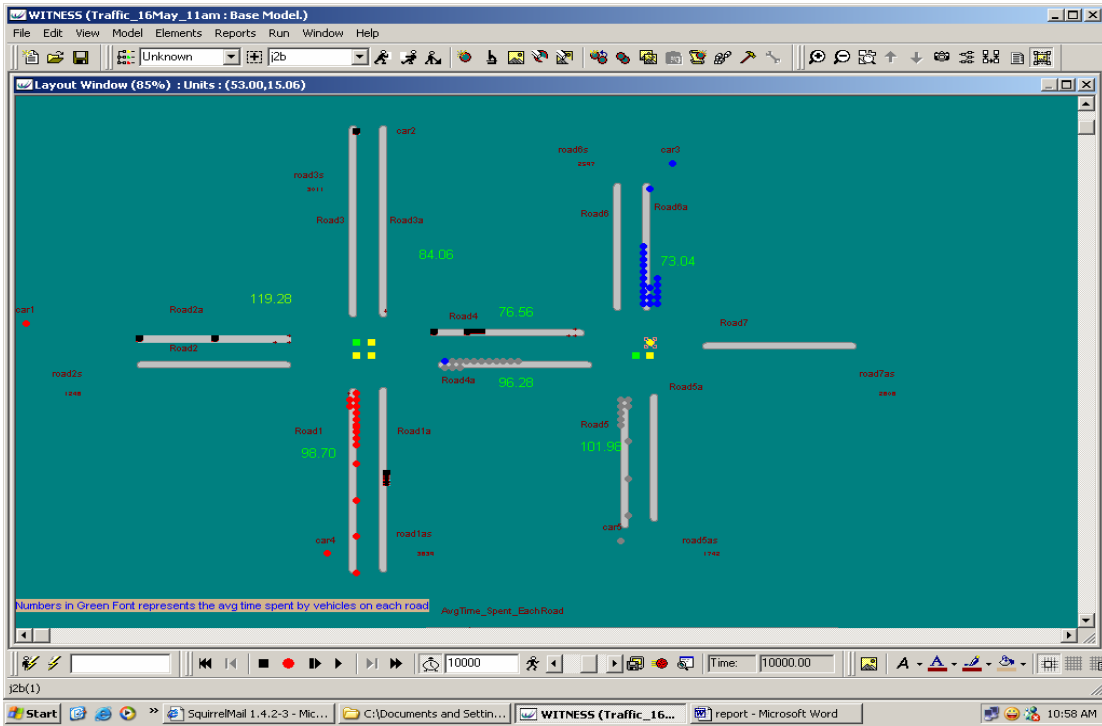 WITNESS (Traffic_16May_11am : Base Model.)
File Edit View Model Elements Reports Run Window Help
Unknown
j2b
Layout Window (85%) : Units : (53.00,15.06)
car2
road6s
car3
2597
road3s
Road3
Road3a
Road6
Road6a
84.06
73.04
119.28
car1
Road2a
Road4
76.56
Road7
Road2
road2s
Road4a
96.28
Road5a
road7as
Road1
Road1a
Road5
98.70
101.98
car4
road1as
car5
road5as
Numbers in Green Font represents the avg time spent by vehicles on each road
AvgTime_Spent_EachRoad
10000
Time:
10000.00
A
j2b(1)
Start
»
SquirrelMail 1.4.2-3 - Mic...
C:\Documents and Settin...
WITNESS (Traffic_16...
report - Microsoft Word
10:58 AM